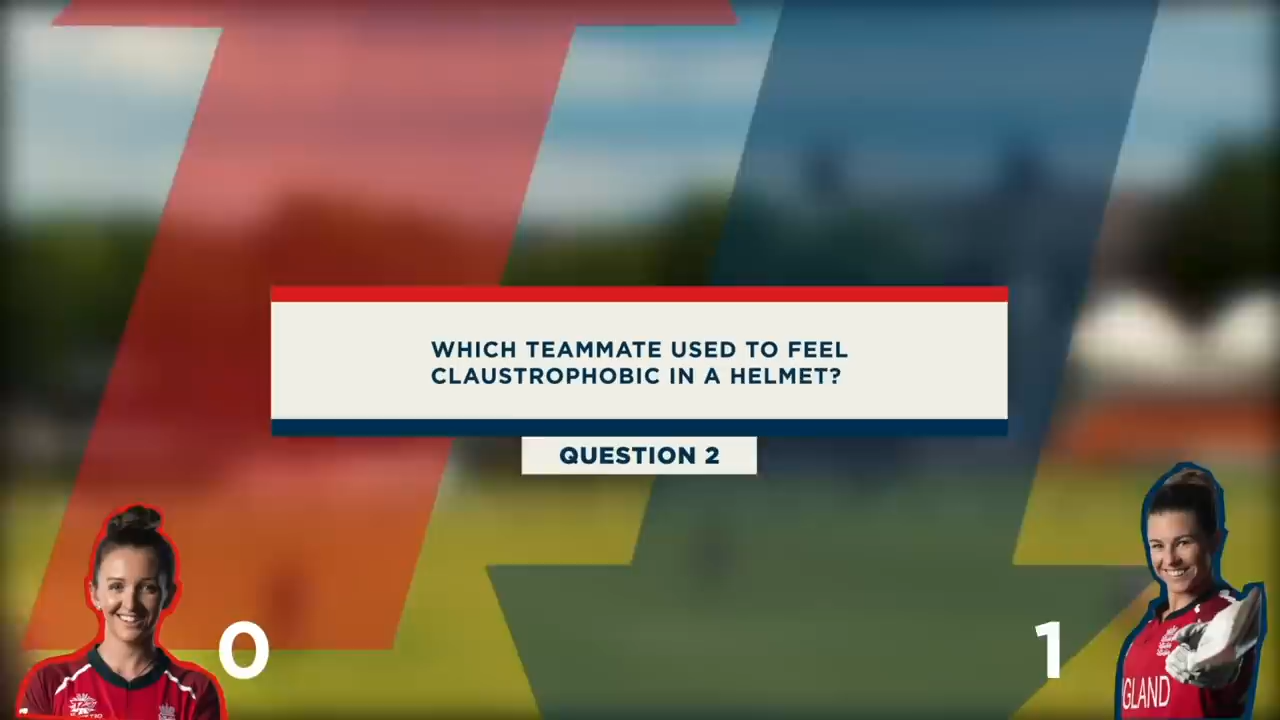 WHICH TEAMMATE USED TO FEEL
CLAUSTROPHOBIC IN A HELMET?
QUESTION 2
0
1
GLAND